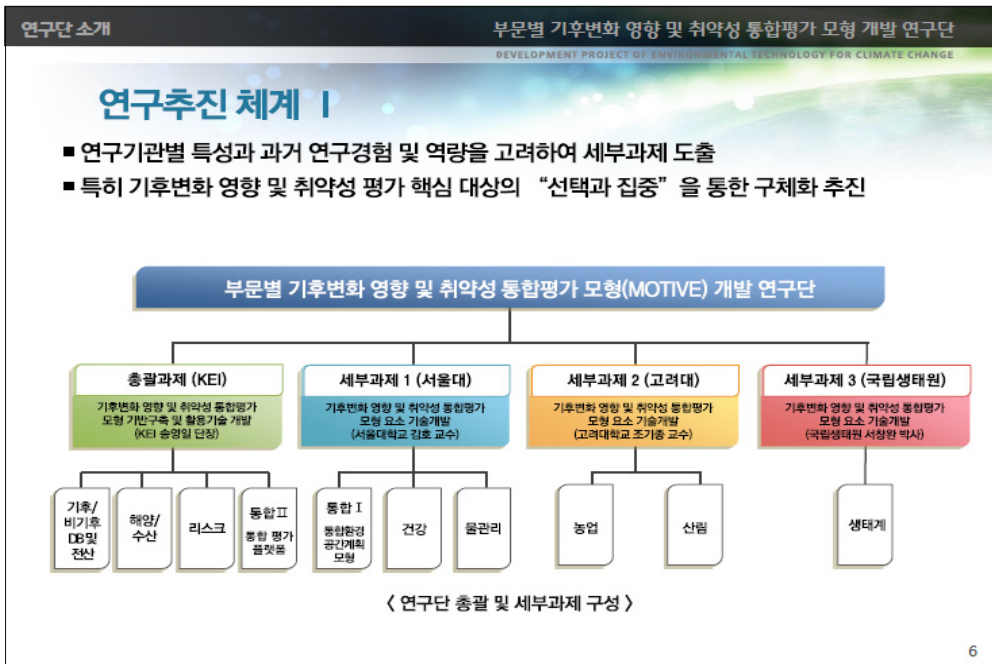 연구단 소개
부문별 기후변화 영향 및 취약성 통합평가 모형 개발 연구단
DEVELOPMENT PROJECT OF ENVIRONMENTAL TECHNOLOGY FOR CLIMATE CHANGE
연구추진 체계 Ⅰ
■ 연구기관별 특성과 과거 연구경험 및 역량을 고려하여 세부과제 도출
■ 특히 기후변화 영향 및 취약성 평가 핵심 대상의 “선택과 집중” 을 통한 구체화 추진
부문별 기후변화 영향 및 취약성 통합평가 모형(MOTIVE) 개발 연구단
총괄과제 (KEI)
기후변화 영향 및 취약성 통합평가
모형 기반구축 및 활용기술 개발
(KEI 송영일 단장)
세부과제 1 (서울대)
기후변화 영향 및 취약성 통합평가
모형 요소 기술개발
(서울대학교 김호 교수)
세부과제 2 (고려대)
기후변화 영향 및 취약성 통합평가
모형 요소 기술개발
(고려대학교 조기종 교수)
세부과제 3 (국립생태원)
기후변화 영향 및 취약성 통합평가
모형 요소 기술개발
(국립생태원 서창완 박사)
기후/
비기후
DB 및
전산
해양/
수산
리스크
통합Ⅱ
통합 평가
플랫폼
통합Ⅰ
통합환경
공간계획
모형
건강
물관리
농업
산림
생태계
〈 연구단 총괄 및 세부과제 구성 〉
6